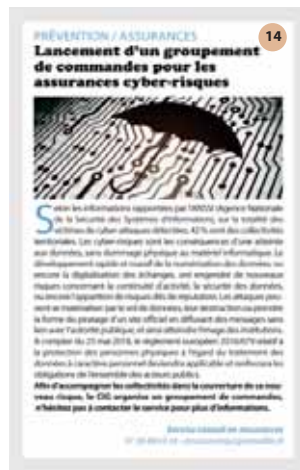 PRÉVENTION / ASSURANCES
14
Lancement d'un groupement
de commandes pour les
assurances cyber-risques
Selon les informations rapportées par l'ANSSI (Agence Nationale
de la Sécurité des Systèmes d'Informations), sur la totalité des
victimes de cyber-attaques détectées, 42 % sont des collectivités
territoriales. Les cyber-risques sont les conséquences d'une atteinte
aux données, sans dommage physique au matériel informatique. Le
développement rapide et massif de la numérisation des données, ou
encore la digitalisation des échanges, ont engendré de nouveaux
risques concernant la continuité d'activité, la sécurité des données,
ou encore l'apparition de risques dits de réputation. Les attaques peu-
vent se matérialiser par le vol de données, leur destruction ou prendre
la forme du piratage d'un site officiel en diffusant des messages sans
lien avec l'autorité publique, et ainsi atteindre l'image des institutions.
À compter du 25 mai 2018, le règlement européen 2016/679 relatif à
la protection des personnes physiques à l'égard du traitement des
données à caractère personnel deviendra applicable et renforcera les
obligations de l'ensemble des acteurs publics.
Afin d'accompagner les collectivités dans la couverture de ce nou-
veau risque, le CIG organise un groupement de commandes,
n'hésitez pas à contacter le service pour plus d'informations.
Service conseil en assurances